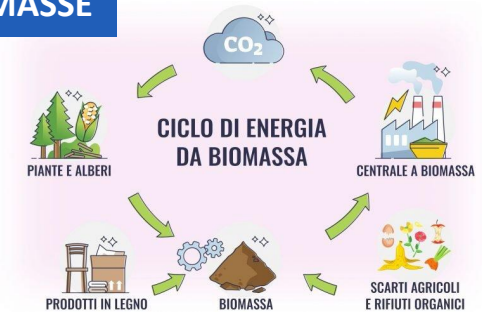 MASSE
CO₂
CICLO DI ENERGIA
DA BIOMASSA
PIANTE E ALBERI
CENTRALE A BIOMASSA
PRODOTTI IN LEGNO
BIOMASSA
SCARTI AGRICOLI
E RIFIUTI ORGANICI